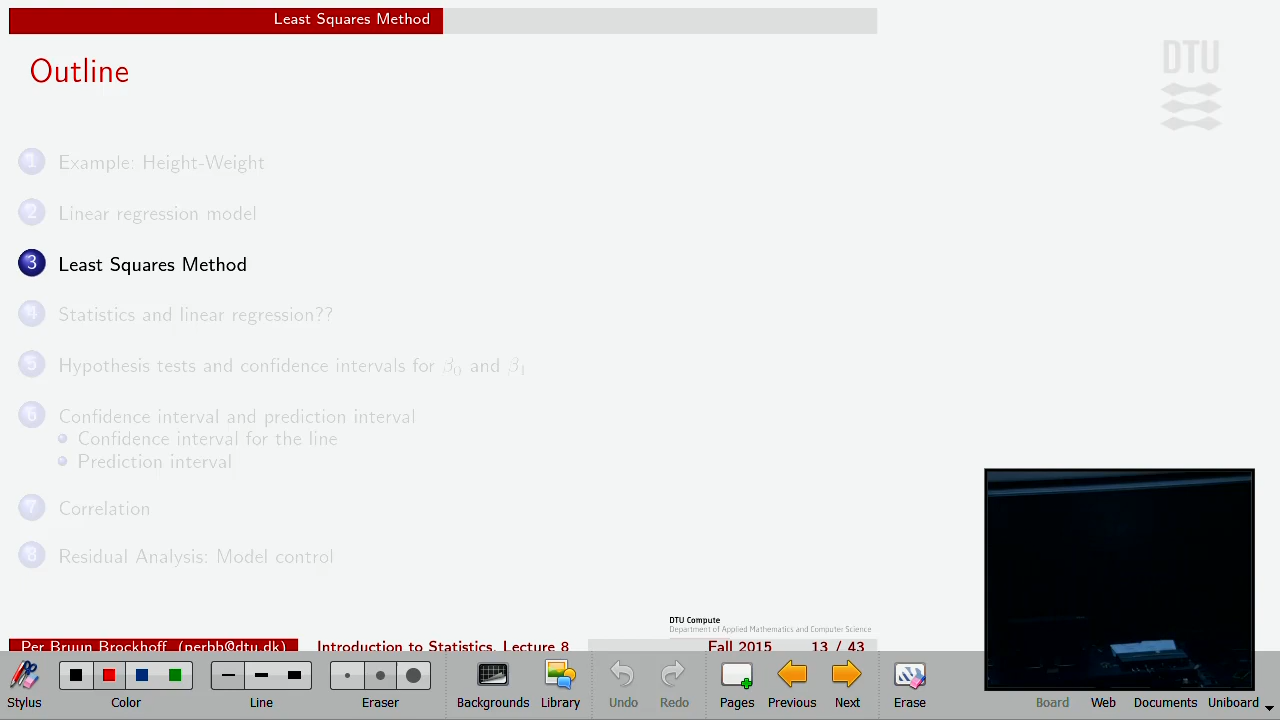 Least Squares Method
Outline
DTU
1 Example: Height-Weight
2 Linear regression model
3 Least Squares Method
4 Statistics and linear regression??
5 Hypothesis tests and confidence intervals for β0 and β1
6 Confidence interval and prediction interval
Confidence interval for the line
Prediction interval
7 Correlation
8 Residual Analysis: Model control
DTU Compute
Department of Applied Mathematics and Computer Science
Per Bruun Brockhoff (perbb@dtu.dk) Introduction to Statistics, Lecture 8 Fall 2015 13 / 43
Stylus Color Line Eraser Backgrounds Library Undo Redo Pages Previous Next Erase Board Web Documents Uniboard